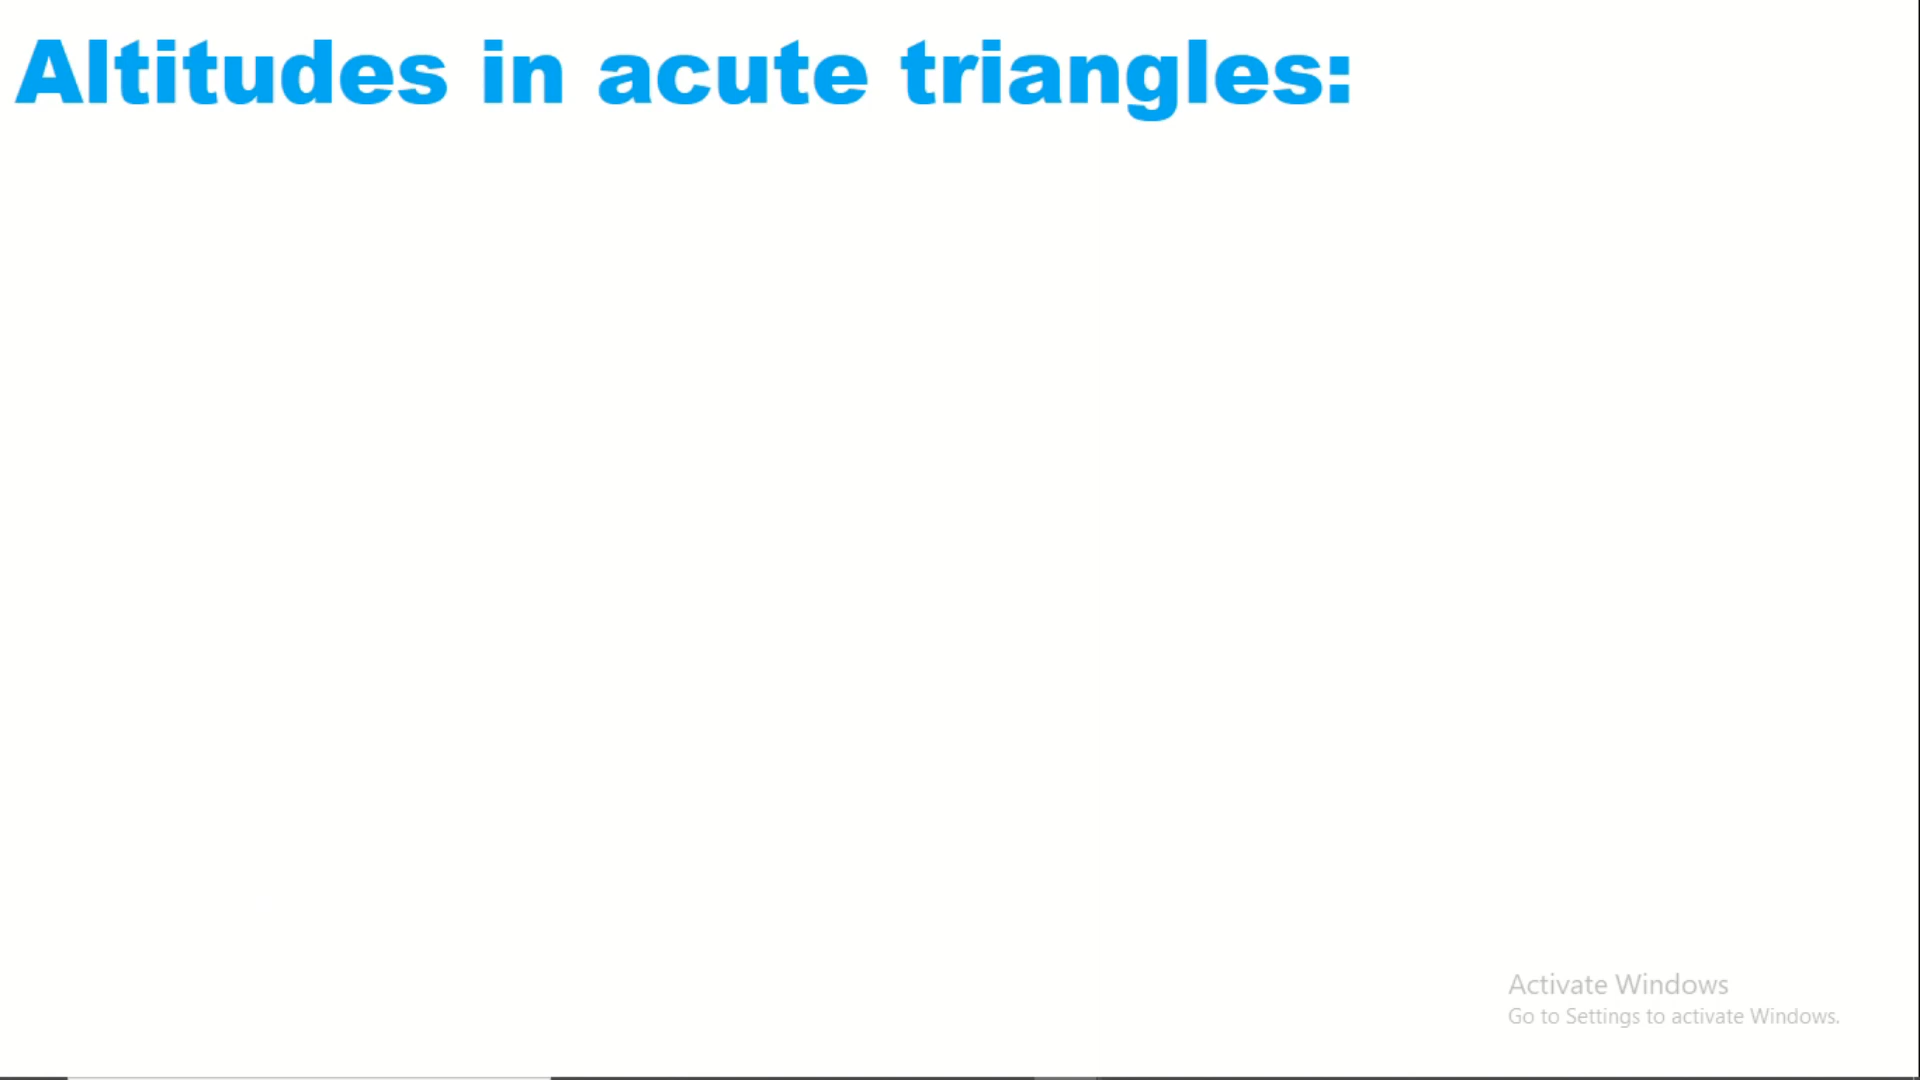 Altitudes in acute triangles:
Activate Windows
Go to Settings to activate Windows.